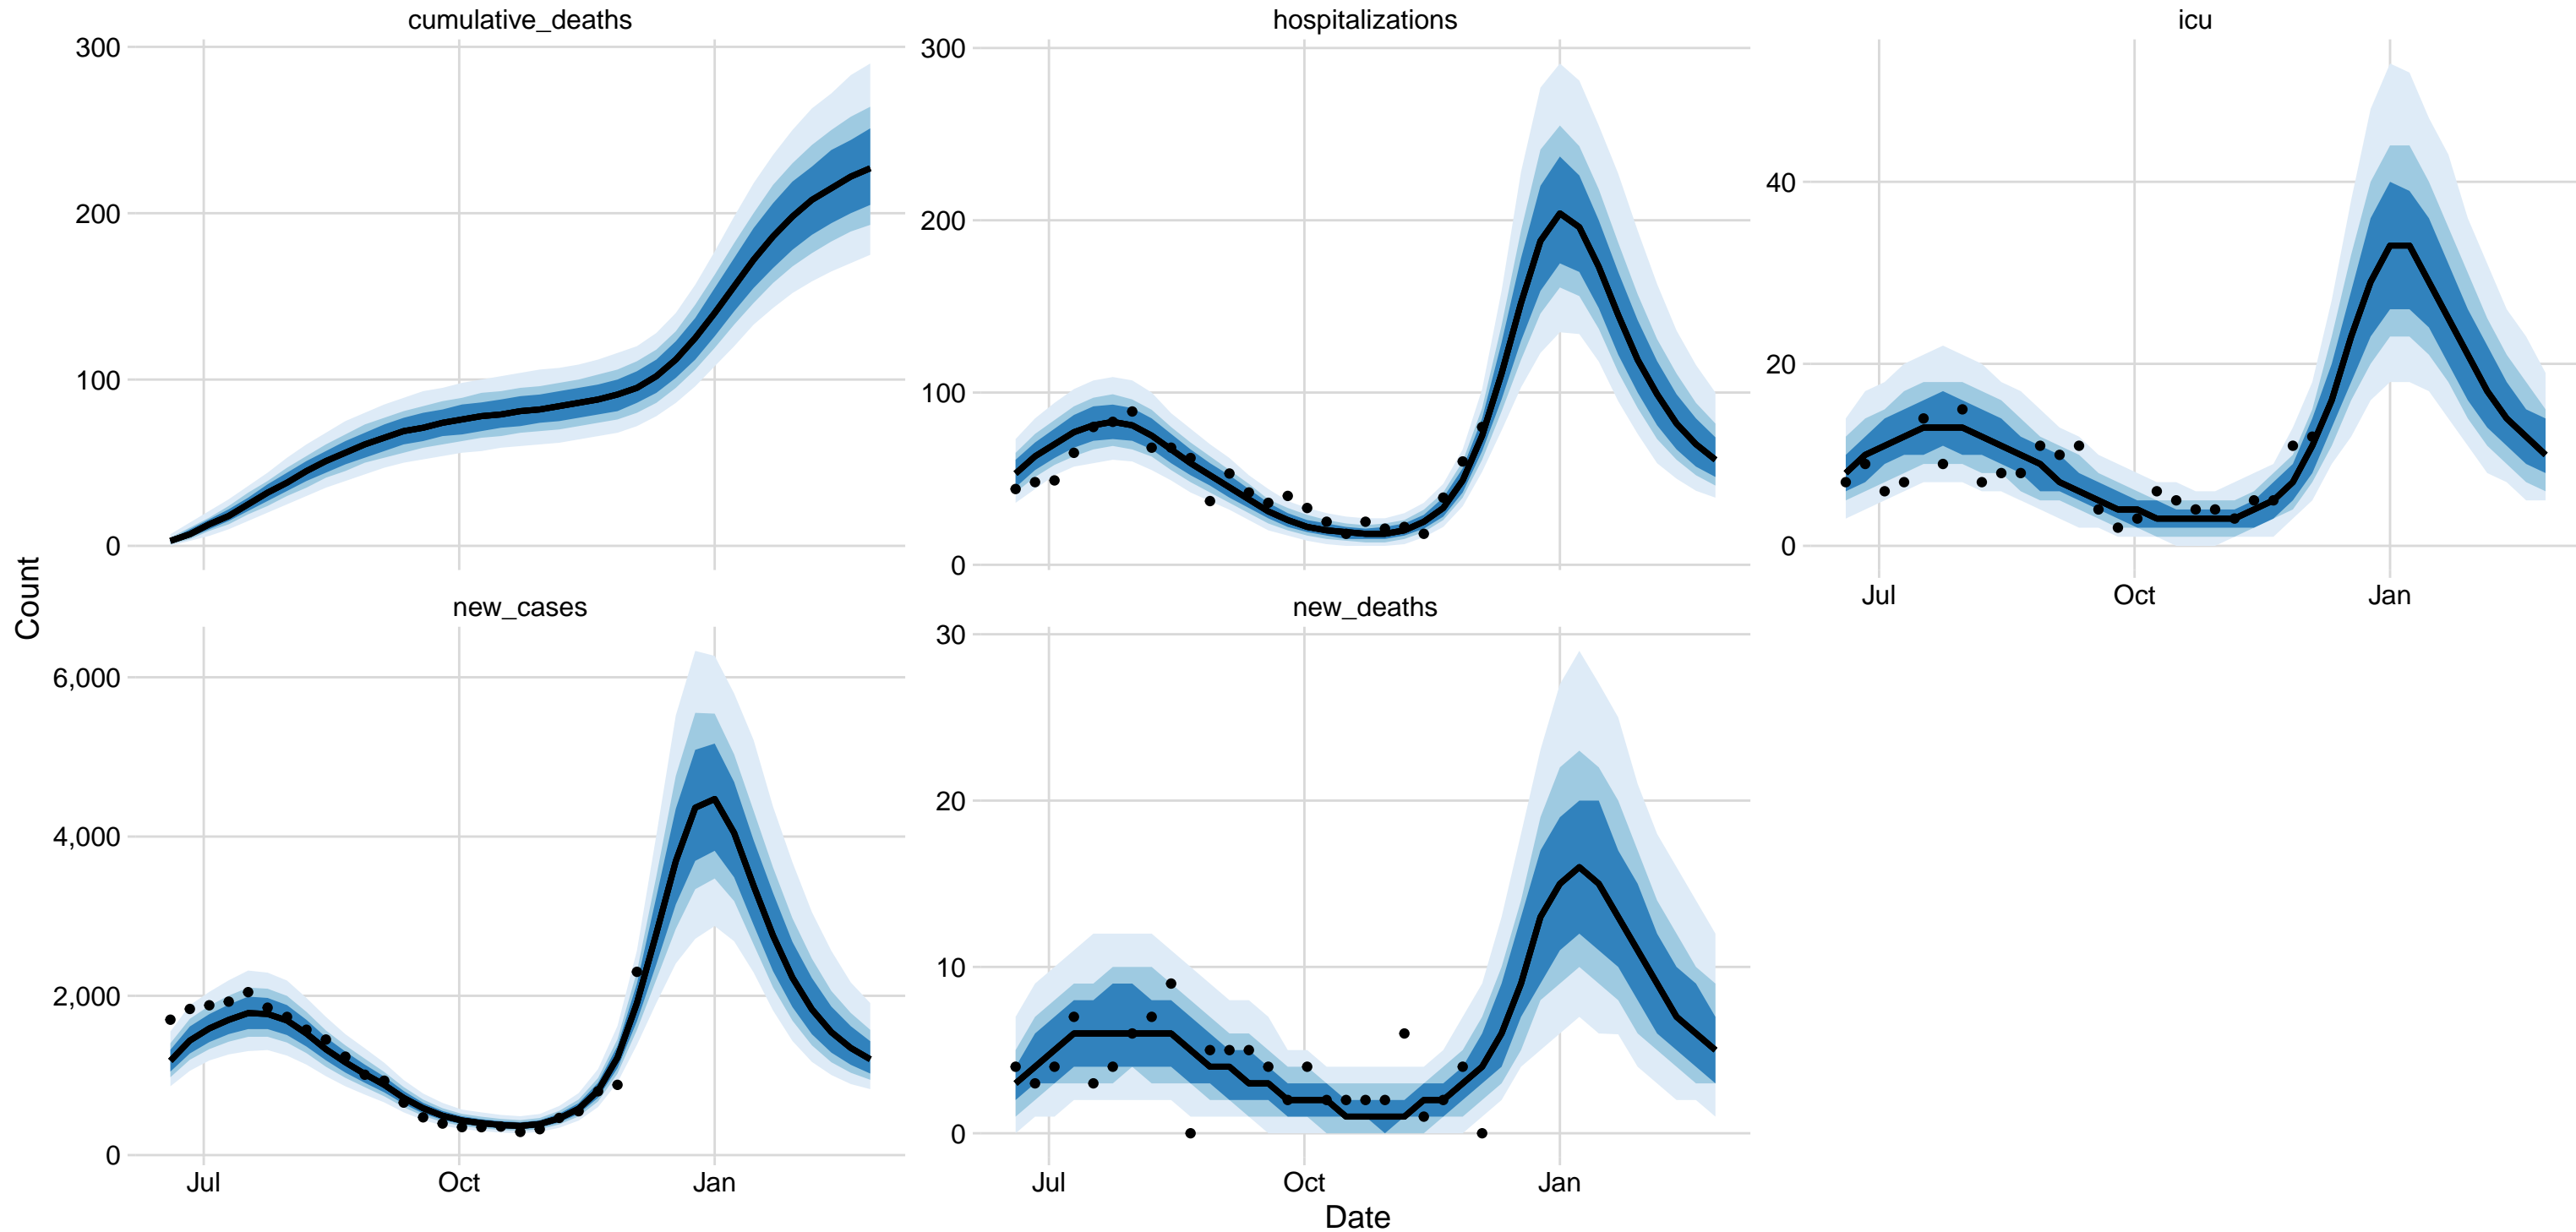 cumulative_deaths
hospitalizations
icu
300
200
100
0
300
200
100
0
40
20
0
Jul
Oct
Jan
Count
new_cases
new_deaths
6,000
4,000
2,000
0
30
20
10
0
Jul
Oct
Jan
Jul
Oct
Jan
Date